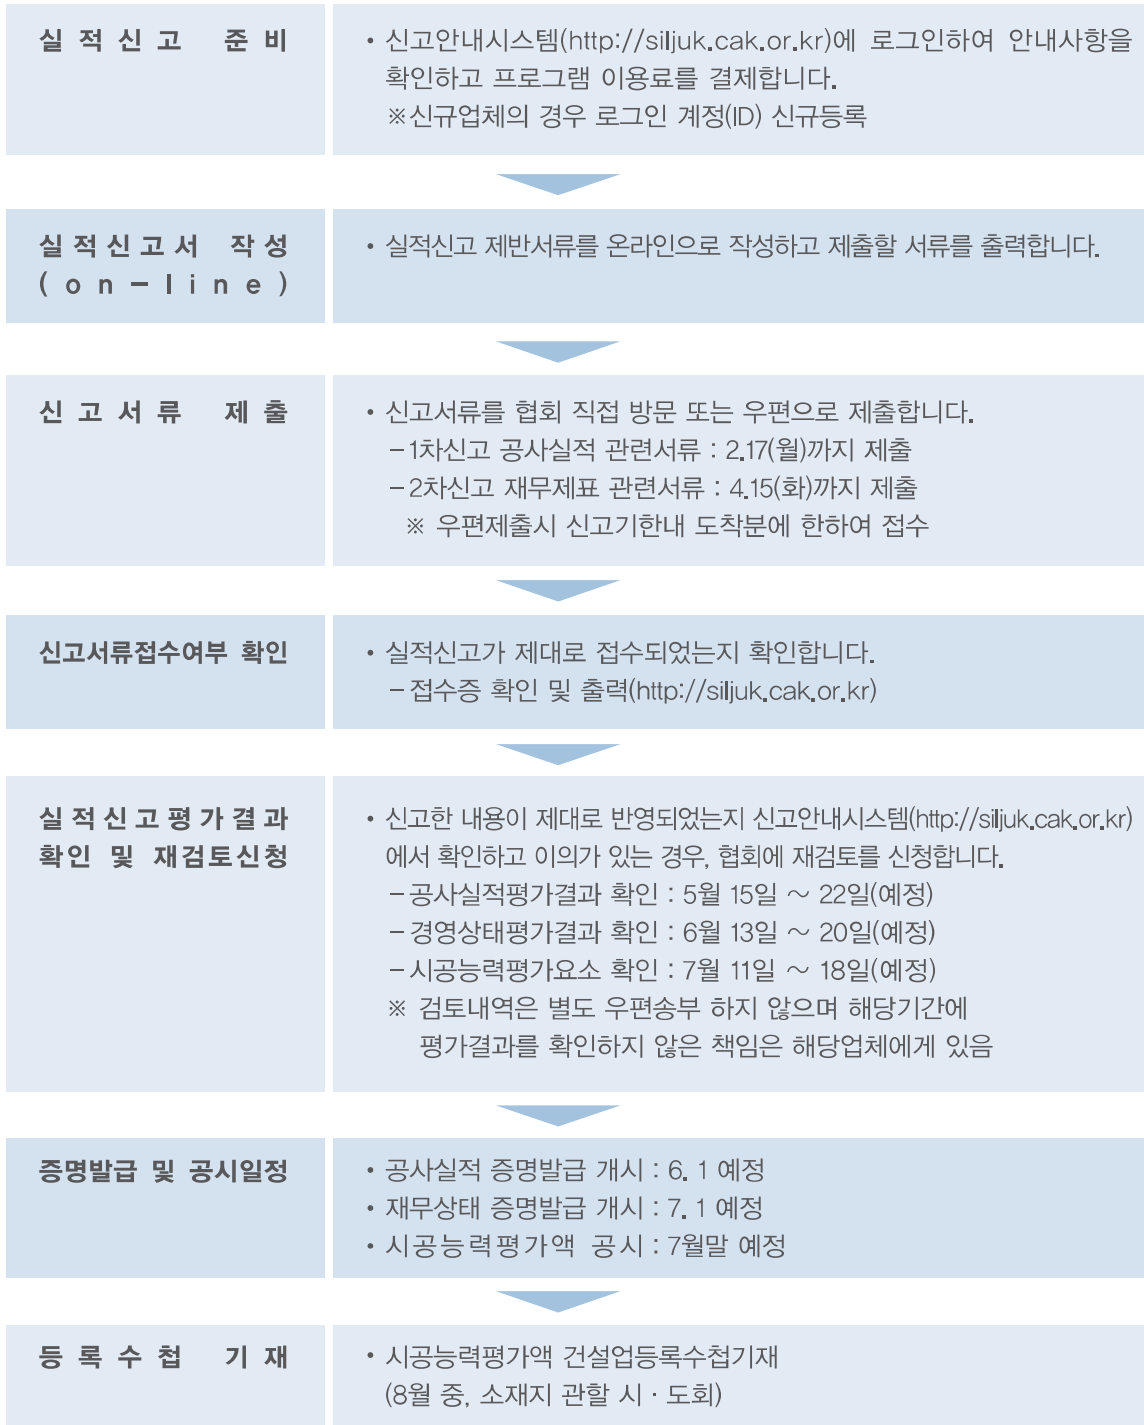 실적신고 준비
• 신고안내시스템(http://siljuk.cak.or.kr)에 로그인하여 안내사항을
확인하고 프로그램 이용료를 결제합니다.
※신규업체의 경우 로그인 계정(ID) 신규등록
실적신고서 작성
(on-line)
• 실적신고 제반서류를 온라인으로 작성하고 제출할 서류를 출력합니다.
신고서류 제출
• 신고서류를 협회 직접 방문 또는 우편으로 제출합니다.
-1차신고 공사실적 관련서류 : 2.17(월)까지 제출
-2차신고 재무제표 관련서류 : 4.15(화)까지 제출
※ 우편제출시 신고기한내 도착분에 한하여 접수
신고서류접수여부 확인
• 실적신고가 제대로 접수되었는지 확인합니다.
-접수증 확인 및 출력(http://siljuk.cak.or.kr)
실적신고평가결과
확인 및 재검토신청
• 신고한 내용이 제대로 반영되었는지 신고안내시스템(http://siljuk.cak.or.kr)
에서 확인하고 이의가 있는 경우, 협회에 재검토를 신청합니다.
-공사실적평가결과 확인 : 5월 15일 ~ 22일(예정)
-경영상태평가결과 확인 : 6월 13일 ~ 20일(예정)
-시공능력평가요소 확인 : 7월 11일 ~ 18일(예정)
※ 검토내역은 별도 우편송부 하지 않으며 해당기간에
평가결과를 확인하지 않은 책임은 해당업체에게 있음
증명발급 및 공시일정
• 공사실적 증명발급 개시 : 6. 1 예정
• 재무상태 증명발급 개시 : 7. 1 예정
• 시공능력평가액 공시 : 7월말 예정
등록수첩 기재
• 시공능력평가액 건설업등록수첩기재
(8월 중, 소재지 관할 시·도회)